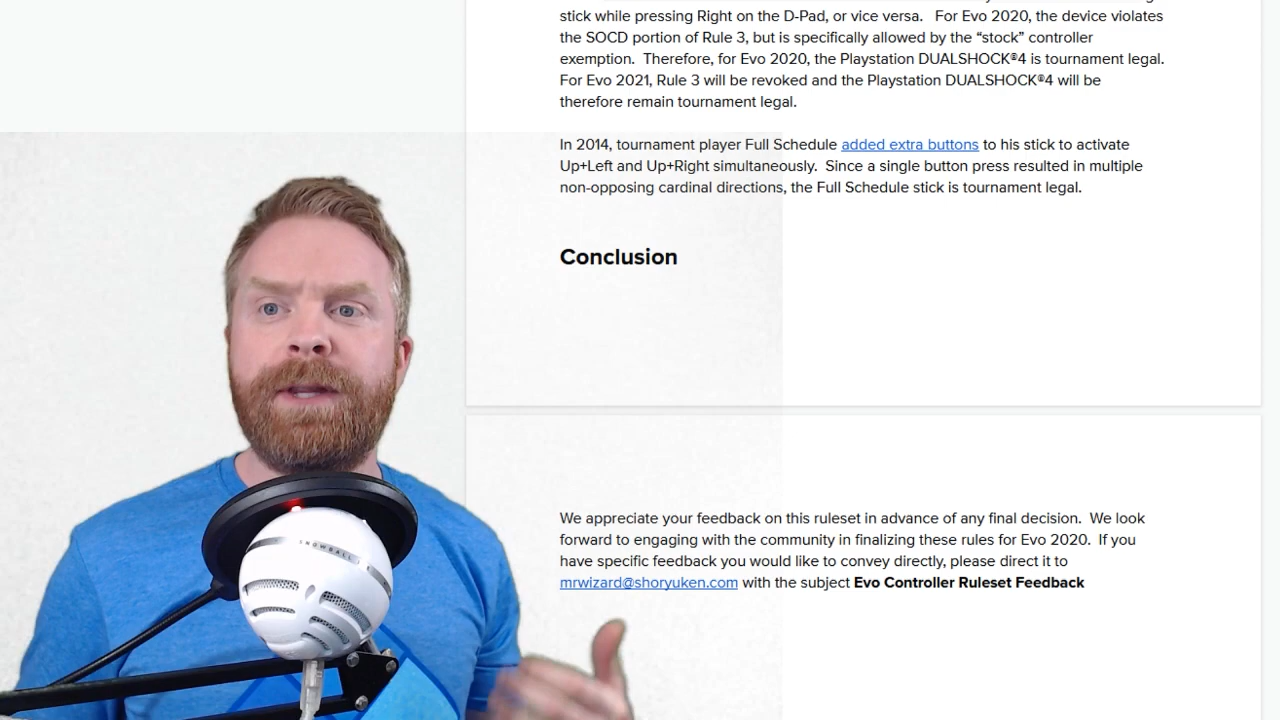 stick while pressing Right on the D-Pad, or vice versa. For Evo 2020, the device violates
the SOCD portion of Rule 3, but is specifically allowed by the “stock” controller
exemption. Therefore, for Evo 2020, the Playstation DUALSHOCK®4 is tournament legal.
For Evo 2021, Rule 3 will be revoked and the Playstation DUALSHOCK®4 will be
therefore remain tournament legal.
In 2014, tournament player Full Schedule added extra buttons to his stick to activate
Up+Left and Up+Right simultaneously. Since a single button press resulted in multiple
non-opposing cardinal directions, the Full Schedule stick is tournament legal.
Conclusion
We appreciate your feedback on this ruleset in advance of any final decision. We look
forward to engaging with the community in finalizing these rules for Evo 2020. If you
have specific feedback you would like to convey directly, please direct it to
mrwizard@shoryuken.com with the subject Evo Controller Ruleset Feedback
SNOWBALL